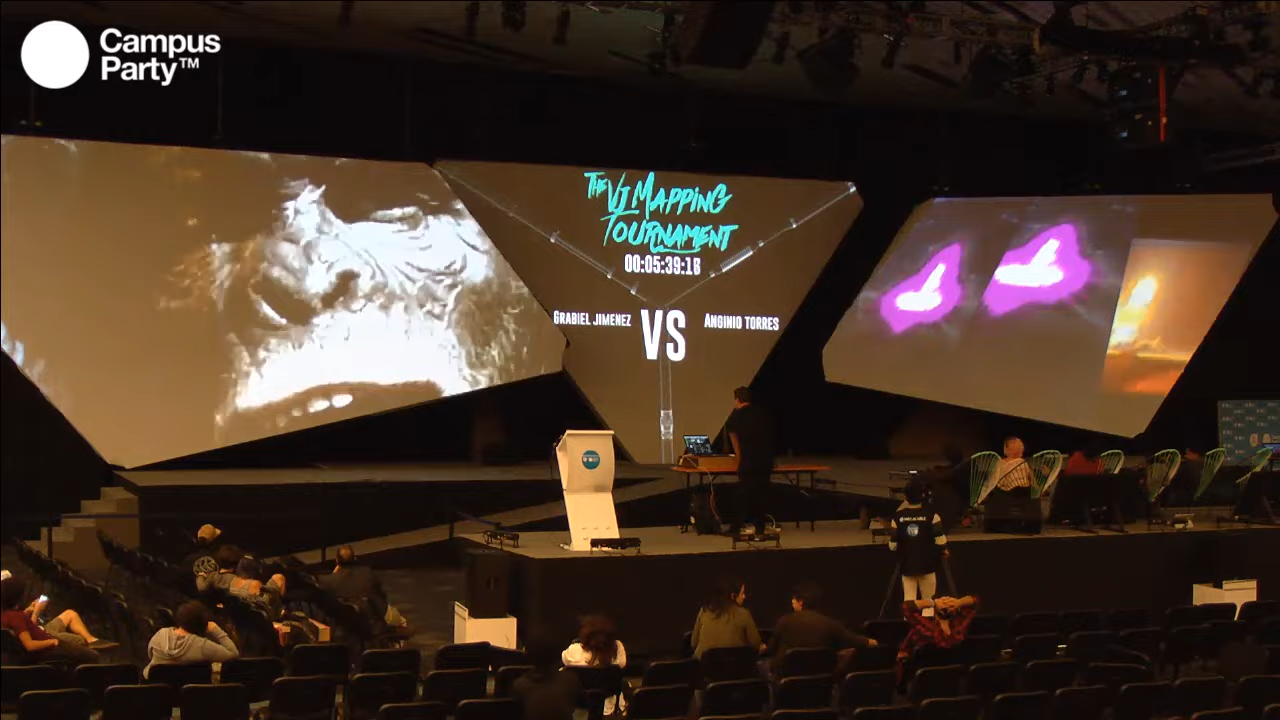 Campus
Party™
THE VJ MAPPING
TOURNAMENT
00:05:39:18
GRABIEL JIMENEZ
VS
ANGINIO TORRES